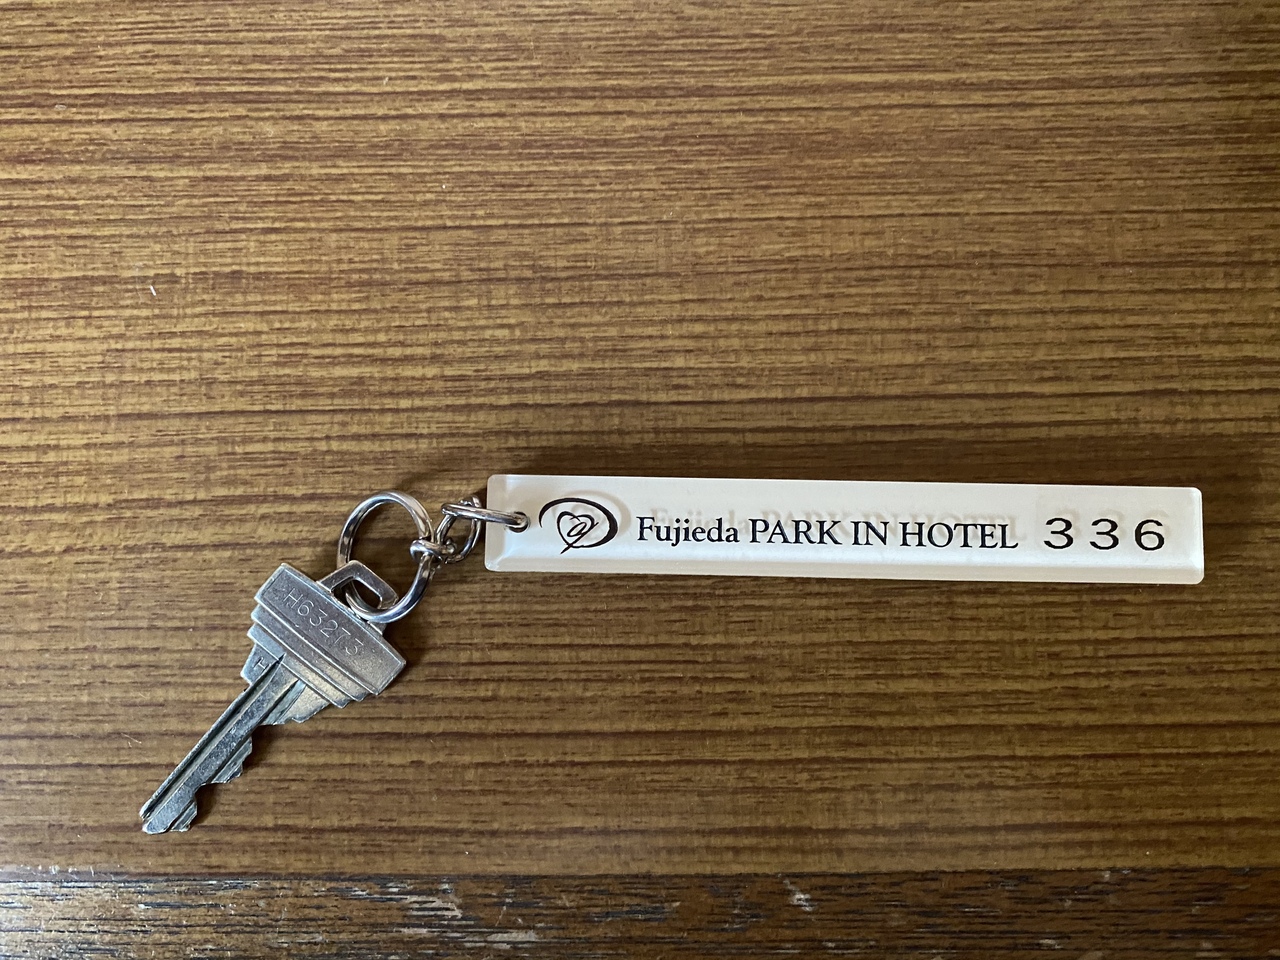 Fujieda PARK IN HOTEL 336
H63273
H